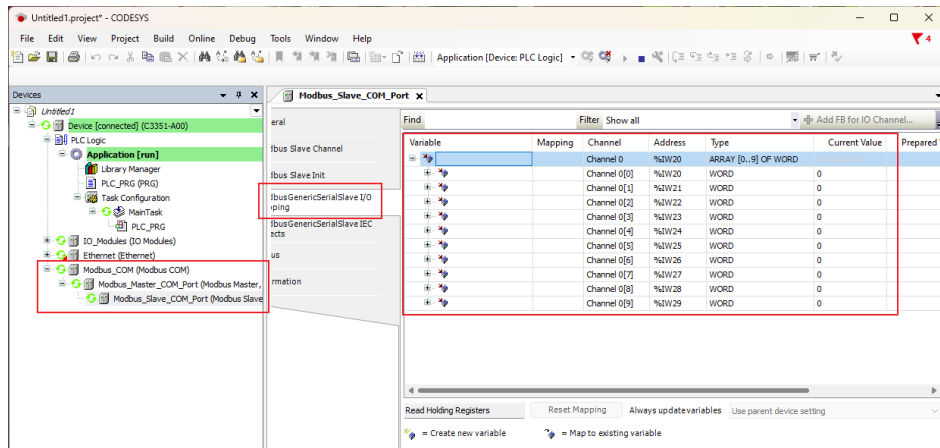 Untitled1.project* - CODESYS
File Edit View Project Build Online Debug Tools Window Help
4
Application [Device: PLC Logic]
Devices
Untitled1
Device [connected] (C3351-A00)
PLC Logic
Application [run]
Library Manager
PLC_PRG (PRG)
Task Configuration
MainTask
PLC_PRG
IO_Modules (IO Modules)
Ethernet (Ethernet)
Modbus_COM (Modbus COM)
Modbus_Master_COM_Port (Modbus Master,
Modbus_Slave_COM_Port (Modbus Slave
Modbus_Slave_COM_Port
eral
dbus Slave Channel
dbus Slave Init
dbusGenericSerialSlave I/O
pping
dbusGenericSerialSlave IEC
ects
us
rmation
Find Filter Show all Add FB for IO Channel...
Variable Mapping Channel Address Type Current Value Prepared
Channel 0 %IW20 ARRAY [0..9] OF WORD
Channel 0[0] %IW20 WORD 0
Channel 0[1] %IW21 WORD 0
Channel 0[2] %IW22 WORD 0
Channel 0[3] %IW23 WORD 0
Channel 0[4] %IW24 WORD 0
Channel 0[5] %IW25 WORD 0
Channel 0[6] %IW26 WORD 0
Channel 0[7] %IW27 WORD 0
Channel 0[8] %IW28 WORD 0
Channel 0[9] %IW29 WORD 0
Read Holding Registers Reset Mapping Always update variables Use parent device setting
= Create new variable = Map to existing variable